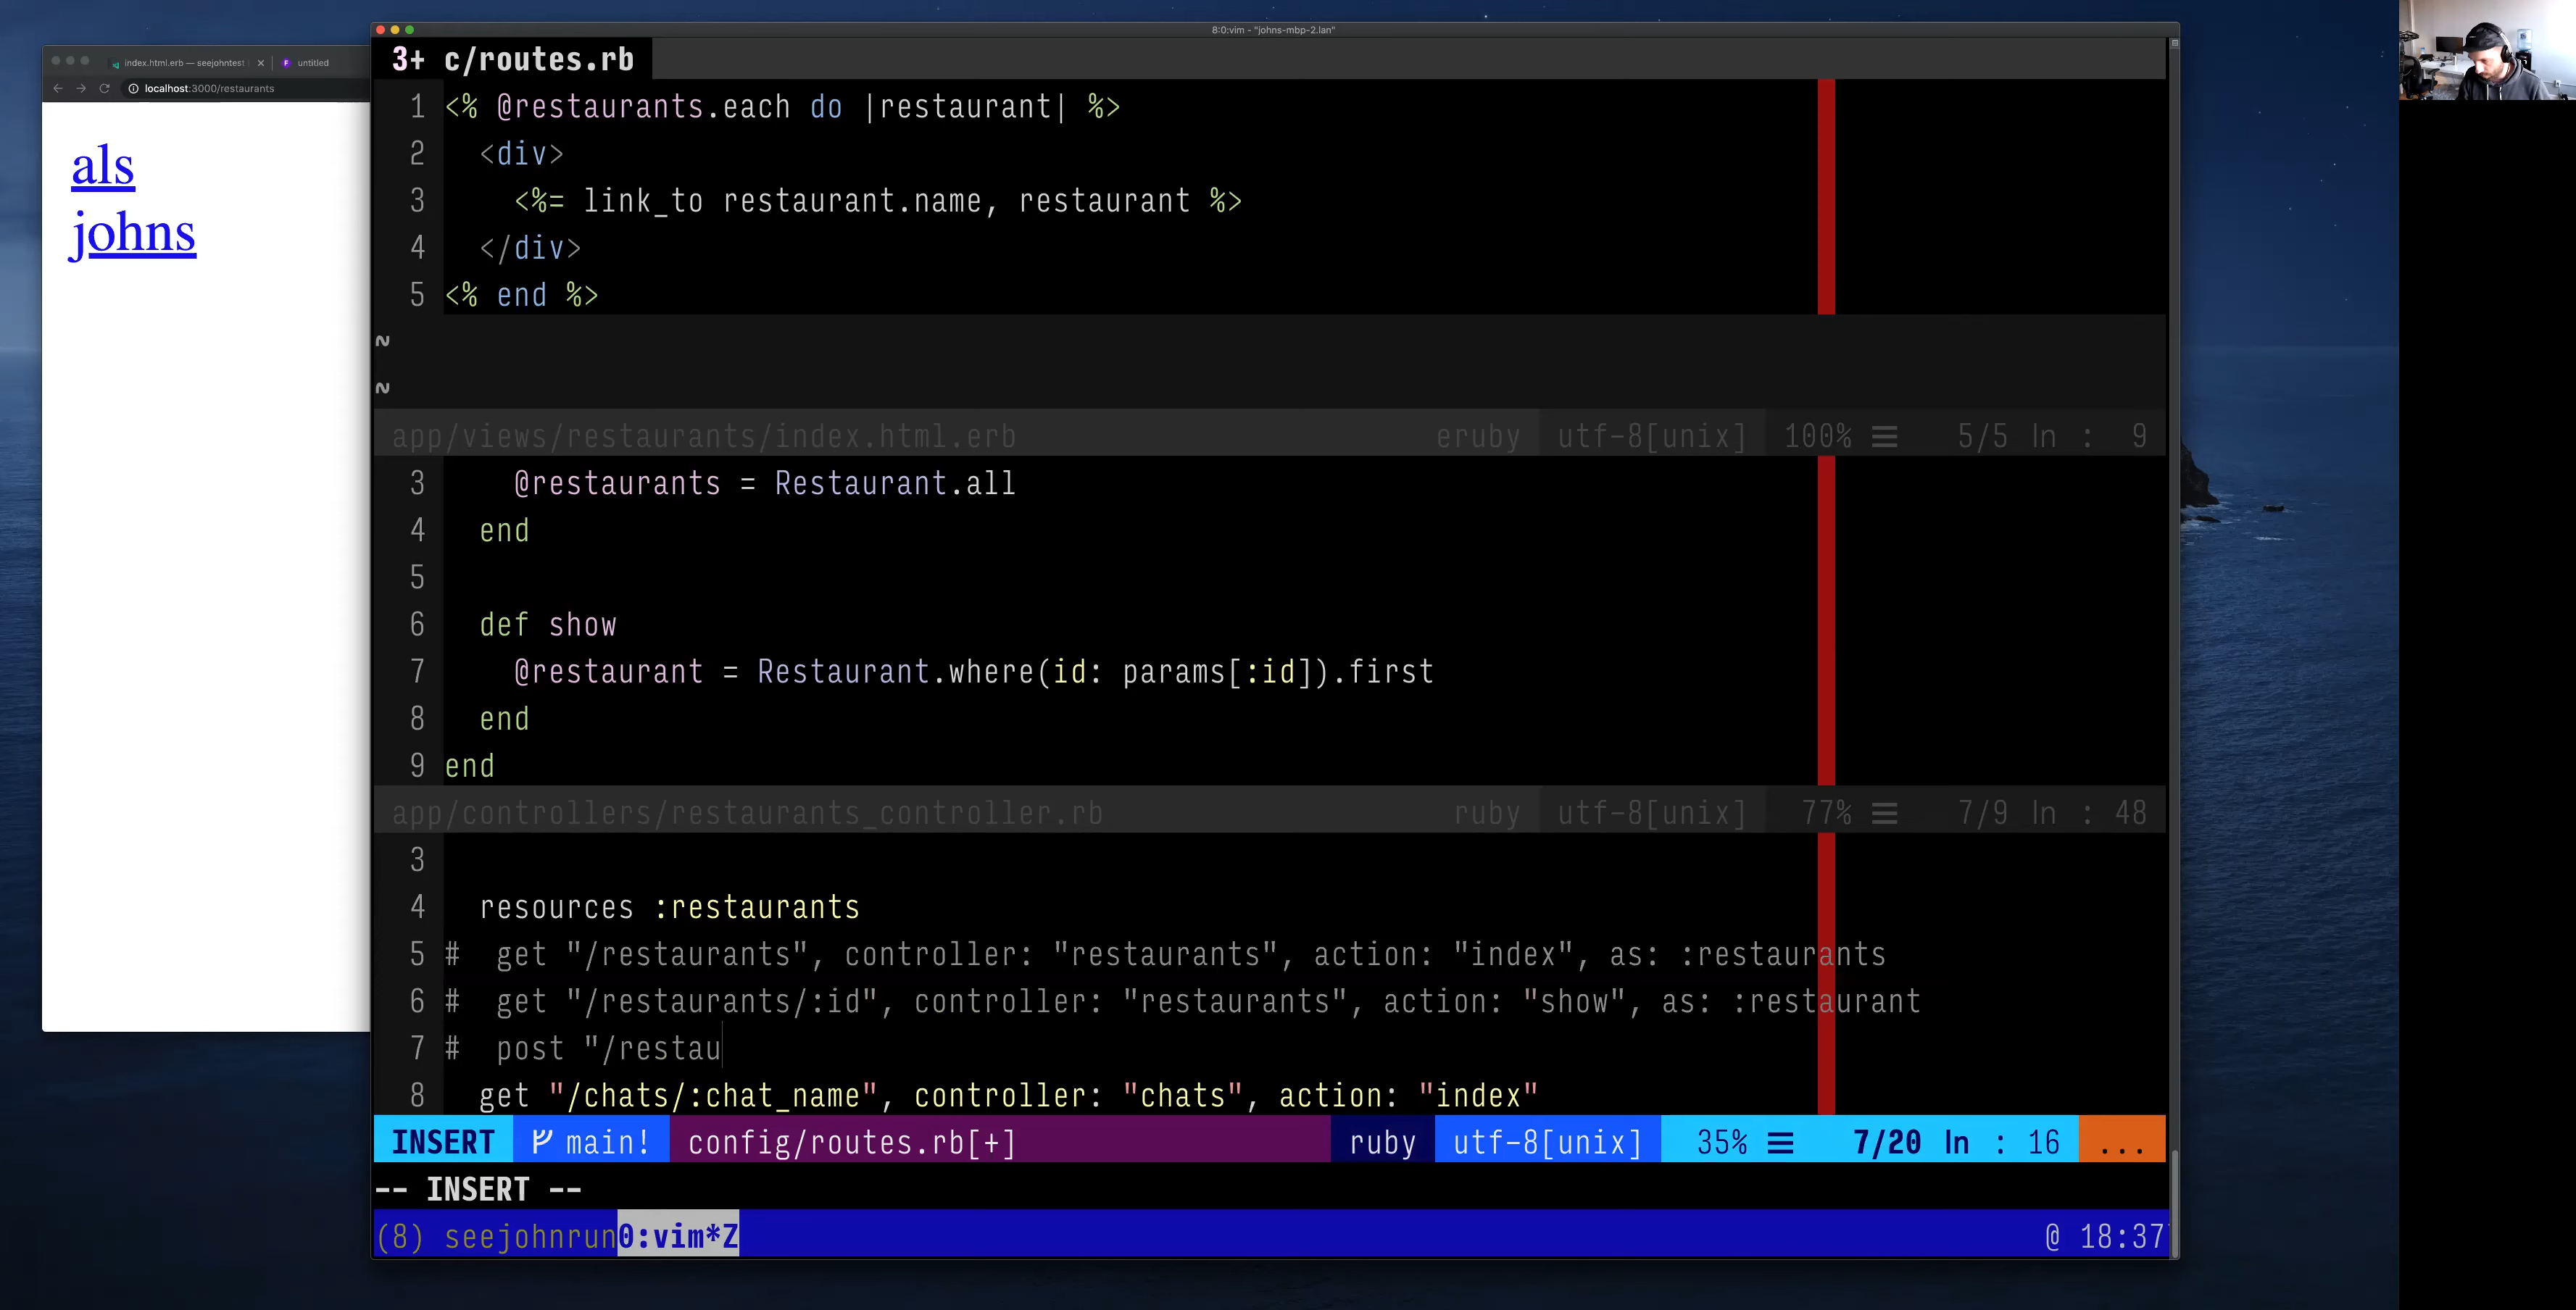 index.html.erb — seejohntest
untitled
localhost:3000/restaurants
als
johns
8:0:vim - "johns-mbp-2.lan"
3+ c/routes.rb
1 <% @restaurants.each do |restaurant| %>
2 <div>
3 <%= link_to restaurant.name, restaurant %>
4 </div>
5 <% end %>
~
~
app/views/restaurants/index.html.erb eruby utf-8[unix] 100% ☰ 5/5 ln : 9
3 @restaurants = Restaurant.all
4 end
5
6 def show
7 @restaurant = Restaurant.where(id: params[:id]).first
8 end
9 end
app/controllers/restaurants_controller.rb ruby utf-8[unix] 77% ☰ 7/9 ln : 48
3
4 resources :restaurants
5 # get "/restaurants", controller: "restaurants", action: "index", as: :restaurants
6 # get "/restaurants/:id", controller: "restaurants", action: "show", as: :restaurant
7 # post "/restau
8 get "/chats/:chat_name", controller: "chats", action: "index"
INSERT main! config/routes.rb[+] ruby utf-8[unix] 35% ☰ 7/20 ln : 16 ...
-- INSERT --
(8) seejohnrun0:vim*Z @ 18:37